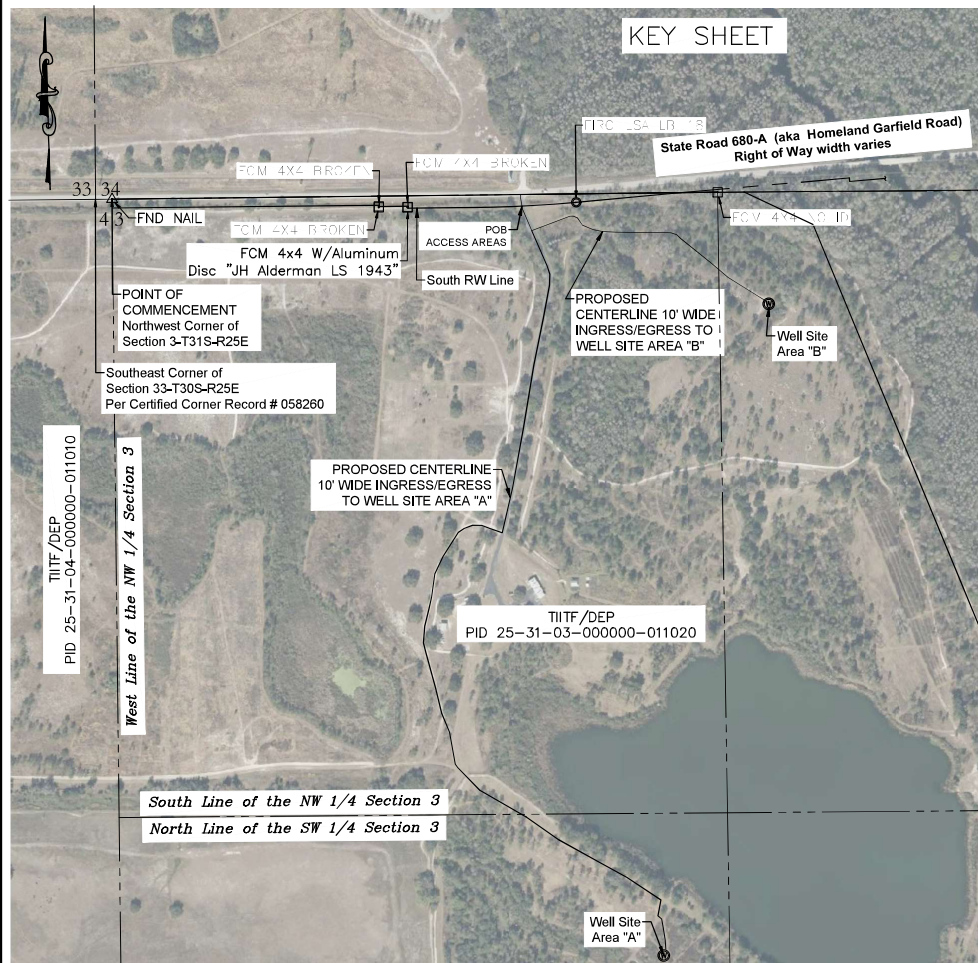 KEY SHEET
State Road 680-A (aka Homeland Garfield Road)
Right of Way width varies
FCM 4X4 BROKEN
FCM 4X4 BROKEN
33
34
4
3
FND NAIL
FCM 4X4 BROKEN
FCM 4x4 W/Aluminum
Disc "JH Alderman LS 1943"
South RW Line
POB
ACCESS AREAS
FCM 4X4 NO ID
POINT OF
COMMENCEMENT
Northwest Corner of
Section 3-T31S-R25E
Southeast Corner of
Section 33-T30S-R25E
Per Certified Corner Record # 058260
PROPOSED
CENTERLINE 10' WIDE
INGRESS/EGRESS TO
WELL SITE AREA "B"
W
Well Site
Area "B"
TIITF/DEP
PID 25-31-04-000000-011010
West Line of the NW 1/4 Section 3
PROPOSED CENTERLINE
10' WIDE INGRESS/EGRESS
TO WELL SITE AREA "A"
TIITF/DEP
PID 25-31-03-000000-011020
South Line of the NW 1/4 Section 3
North Line of the SW 1/4 Section 3
Well Site
Area "A"
W